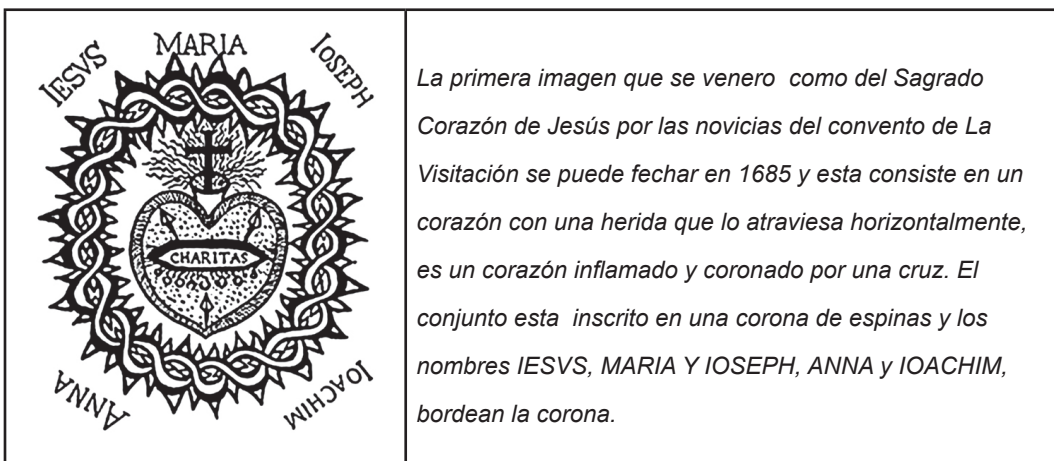 IESVS
MARIA
IOSEPH
CHARITAS
ANNA
IOACHIM
La primera imagen que se venero  como del Sagrado
Corazón de Jesús por las novicias del convento de La
Visitación se puede fechar en 1685 y esta consiste en un
corazón con una herida que lo atraviesa horizontalmente,
es un corazón inflamado y coronado por una cruz. El
conjunto esta  inscrito en una corona de espinas y los
nombres IESVS, MARIA Y IOSEPH, ANNA y IOACHIM,
bordean la corona.